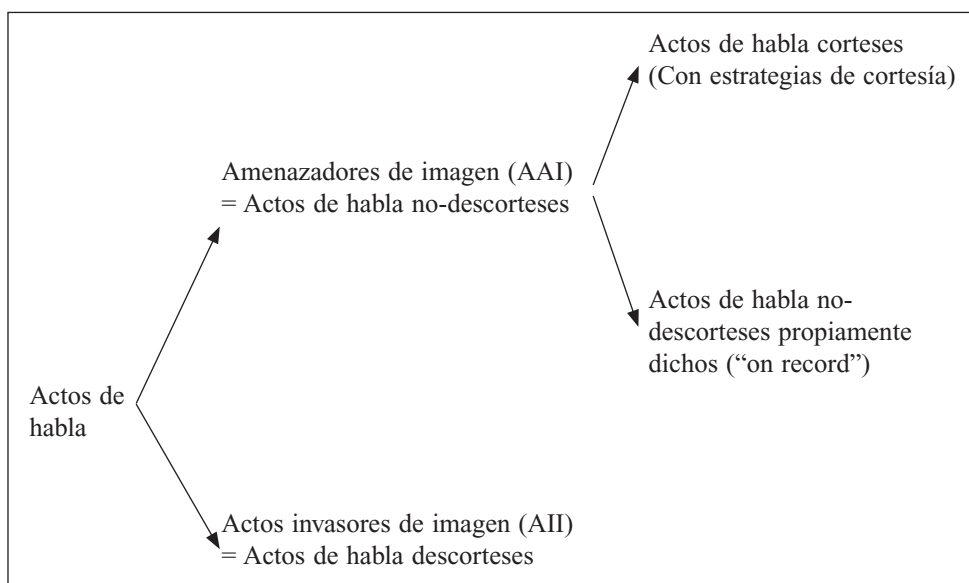 Actos de habla corteses
(Con estrategias de cortesía)
Amenazadores de imagen (AAI)
= Actos de habla no-descorteses
Actos de habla no-
descorteses propiamente
dichos (“on record”)
Actos de
habla
Actos invasores de imagen (AII)
= Actos de habla descorteses